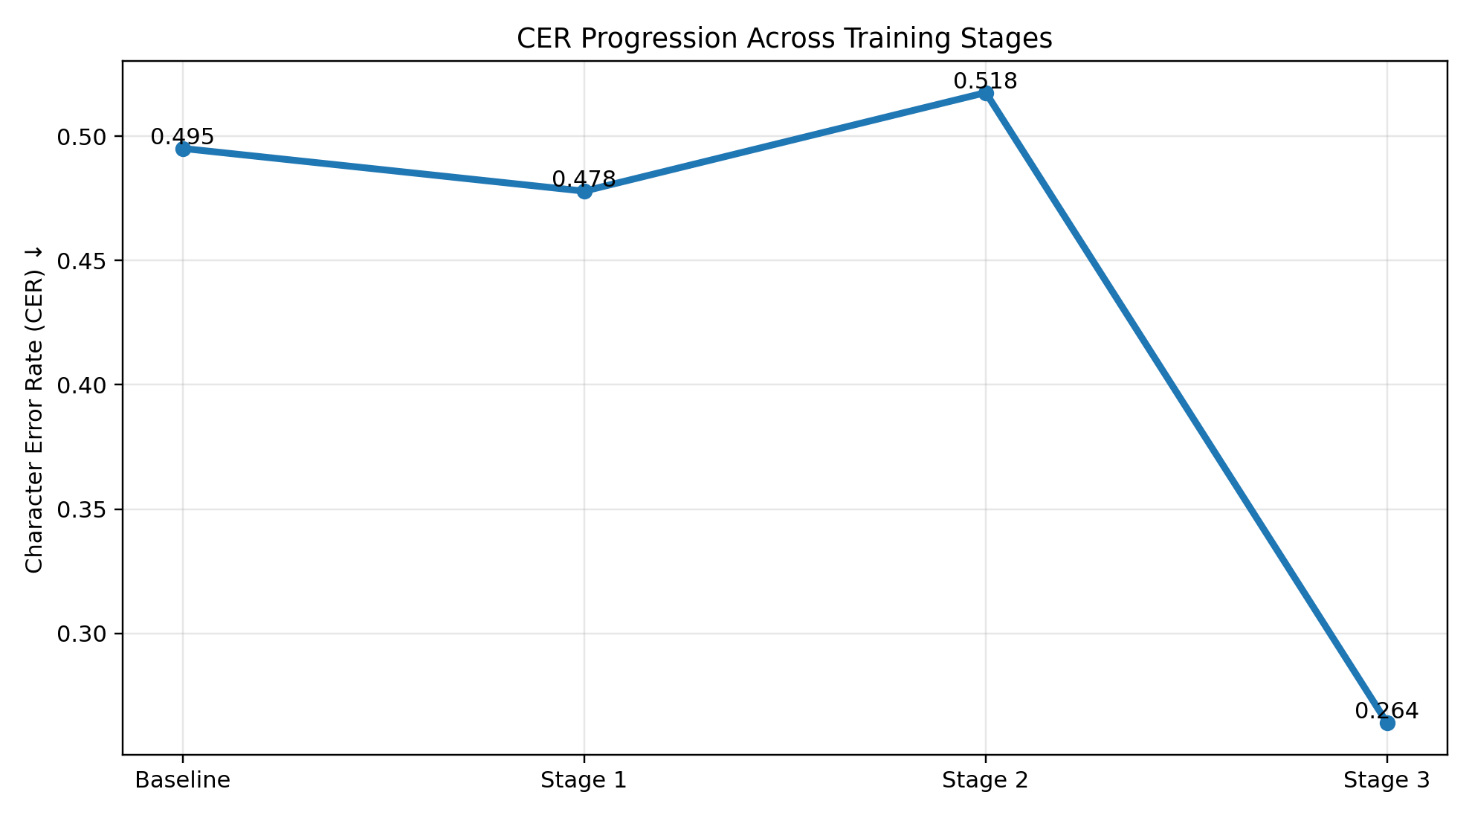 CER Progression Across Training Stages
Character Error Rate (CER) ↓
0.50
0.45
0.40
0.35
0.30
0.495
0.478
0.518
0.264
Baseline
Stage 1
Stage 2
Stage 3